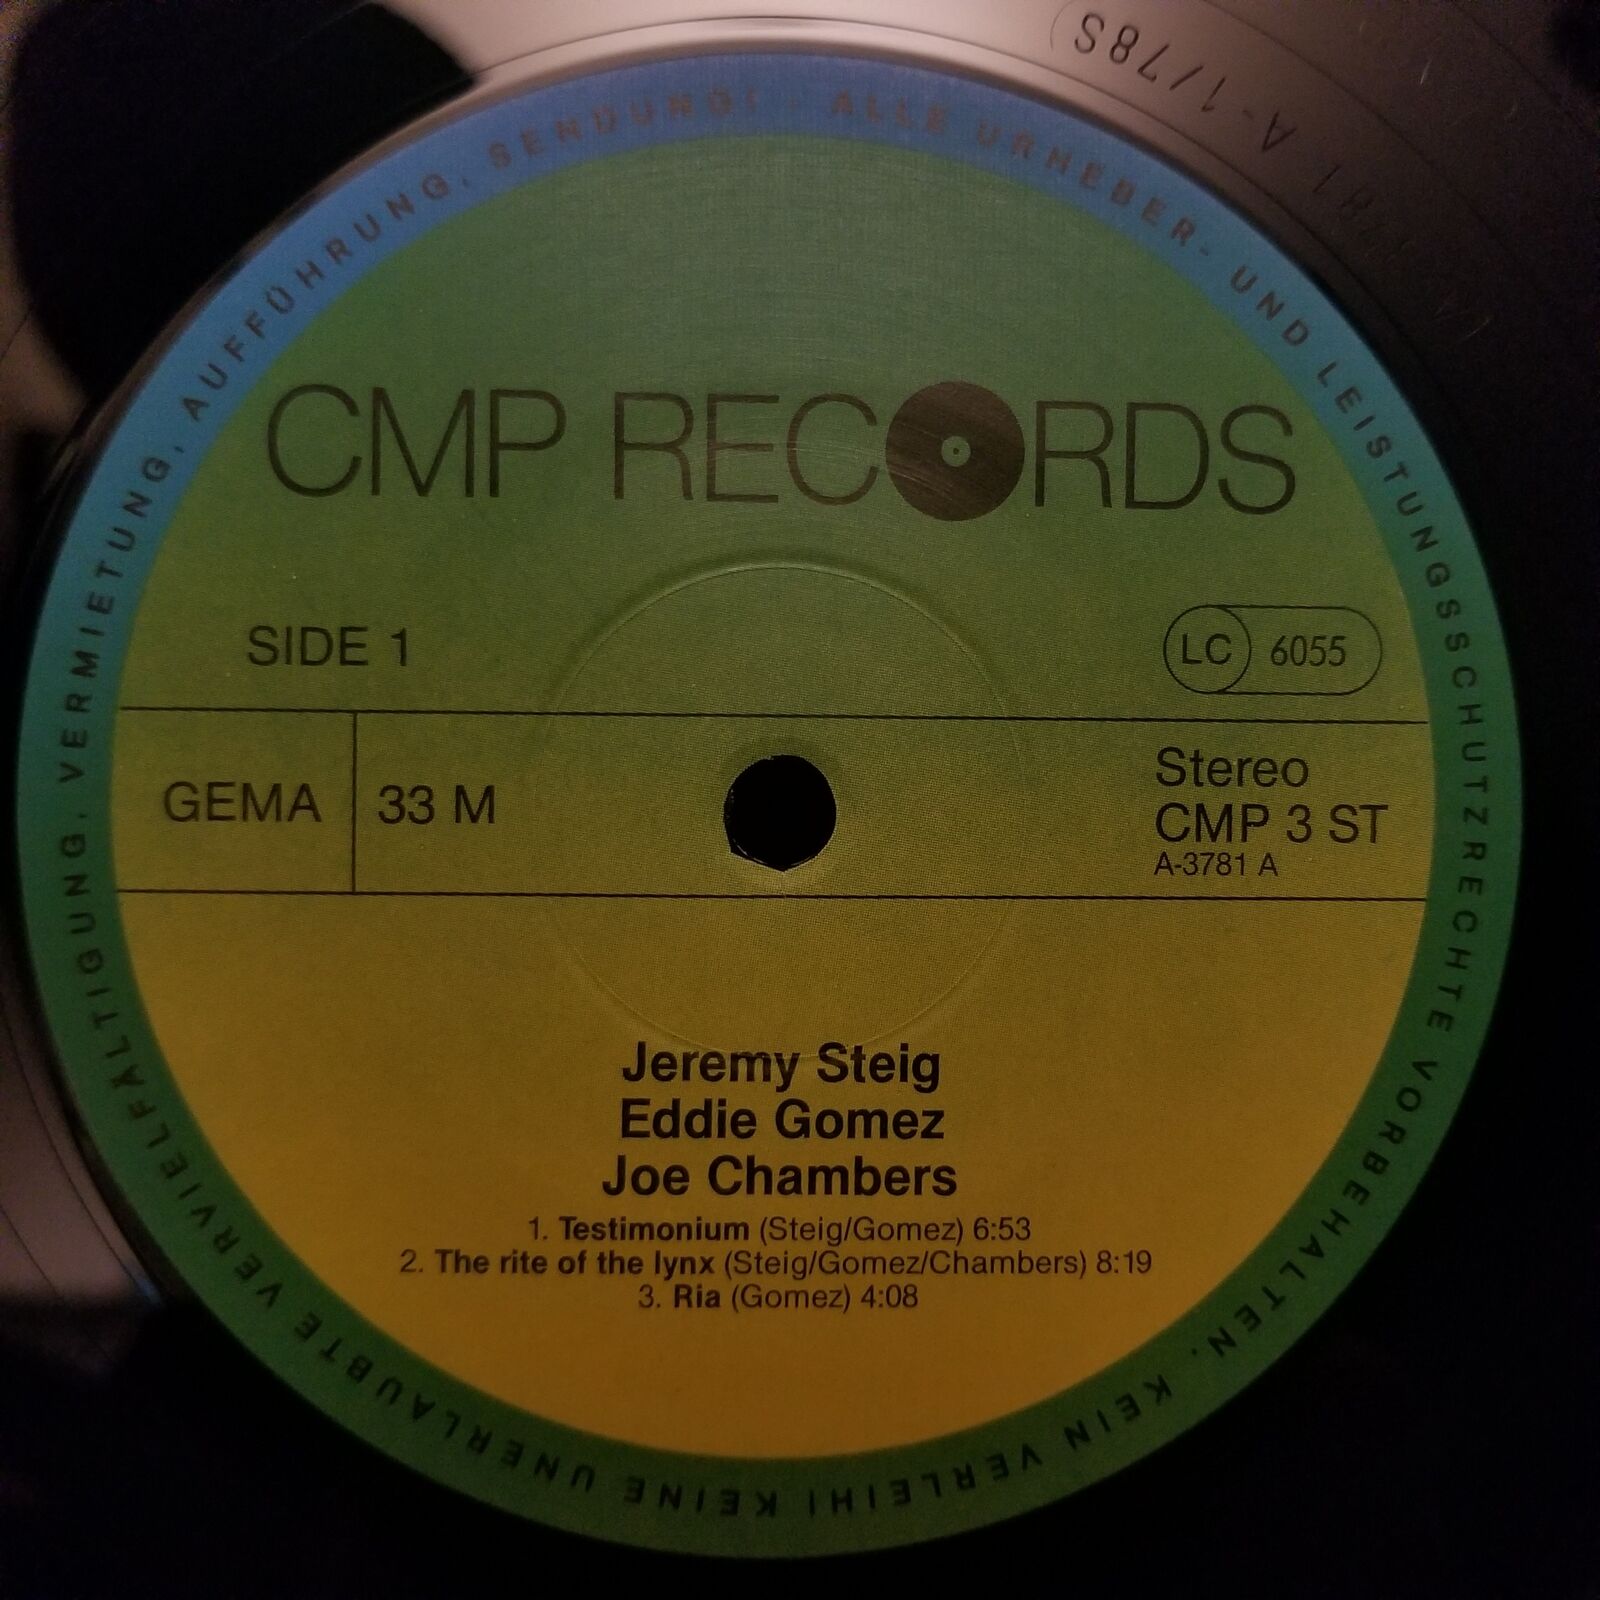 CMP RECORDS
SIDE 1
LC 6055
GEMA 33 M
Stereo
CMP 3 ST
A-3781 A
Jeremy Steig
Eddie Gomez
Joe Chambers
1. Testimonium (Steig/Gomez) 6:53
2. The rite of the lynx (Steig/Gomez/Chambers) 8:19
3. Ria (Gomez) 4:08
ALLE URHEBER- UND LEISTUNGSSCHUTZRECHTE VORBEHALTEN. KEIN VERLEIH! KEINE UNERLAUBTE VERVIELFÄLTIGUNG, VERMIETUNG, AUFFÜHRUNG, SENDUNG! -
A-1/78S